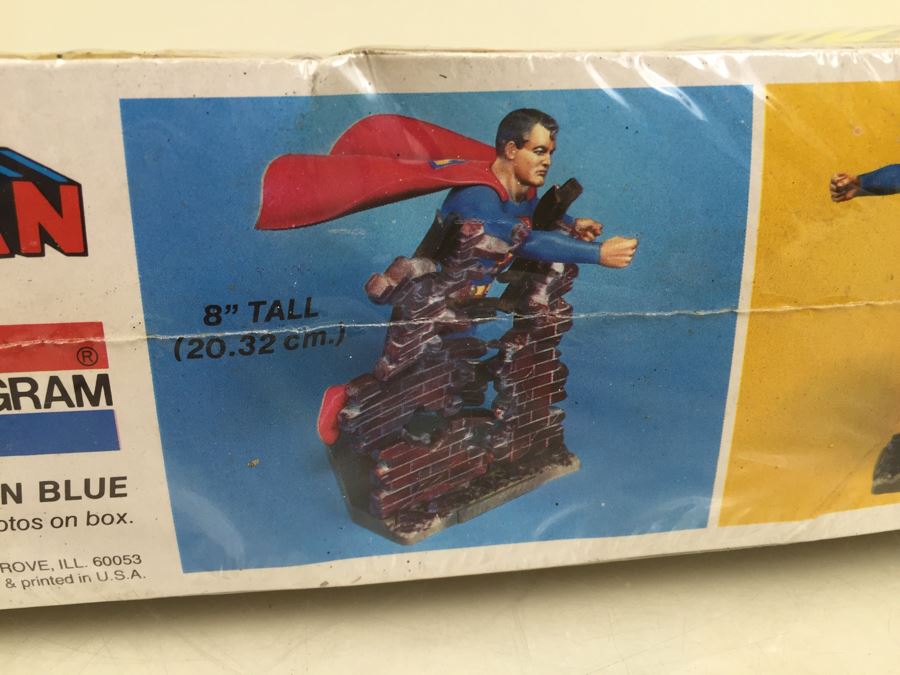 AN
®
GRAM
N BLUE
otos on box.
ROVE, ILL. 60053
& printed in U.S.A.
8” TALL
(20.32 cm.)